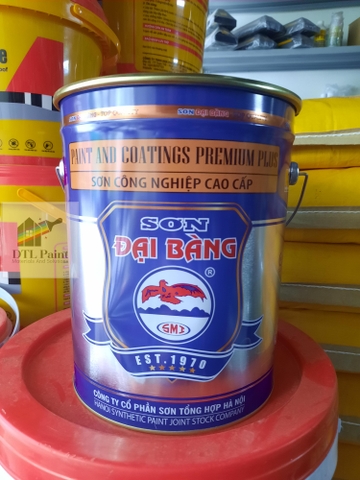 SƠN ĐẠI BÀNG
PAINT AND COATINGS PREMIUM PLUS
SƠN CÔNG NGHIỆP CAO CẤP
SƠN
ĐẠI BÀNG
®
SM3
EST.1970
CÔNG TY CỔ PHẦN SƠN TỔNG HỢP HÀ NỘI
HANOI SYNTHETIC PAINT JOINT STOCK COMPANY
DTL Paint